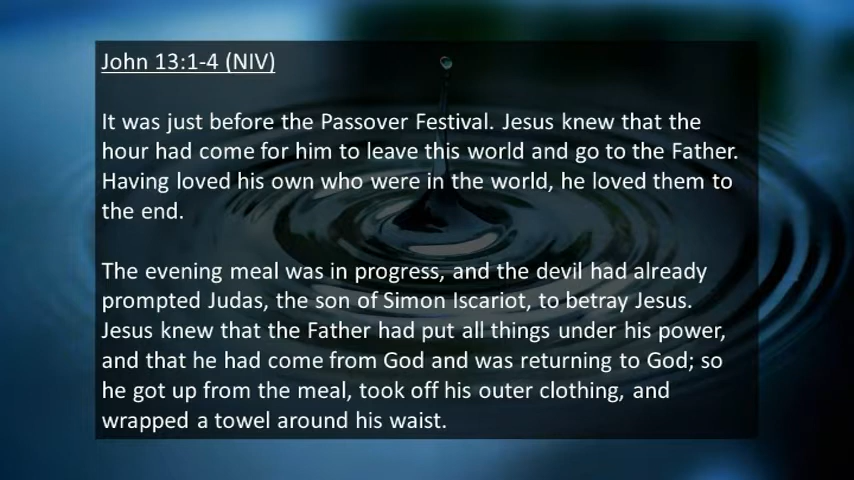 John 13:1-4 (NIV)
It was just before the Passover Festival. Jesus knew that the
hour had come for him to leave this world and go to the Father.
Having loved his own who were in the world, he loved them to
the end.
The evening meal was in progress, and the devil had already
prompted Judas, the son of Simon Iscariot, to betray Jesus.
Jesus knew that the Father had put all things under his power,
and that he had come from God and was returning to God; so
he got up from the meal, took off his outer clothing, and
wrapped a towel around his waist.